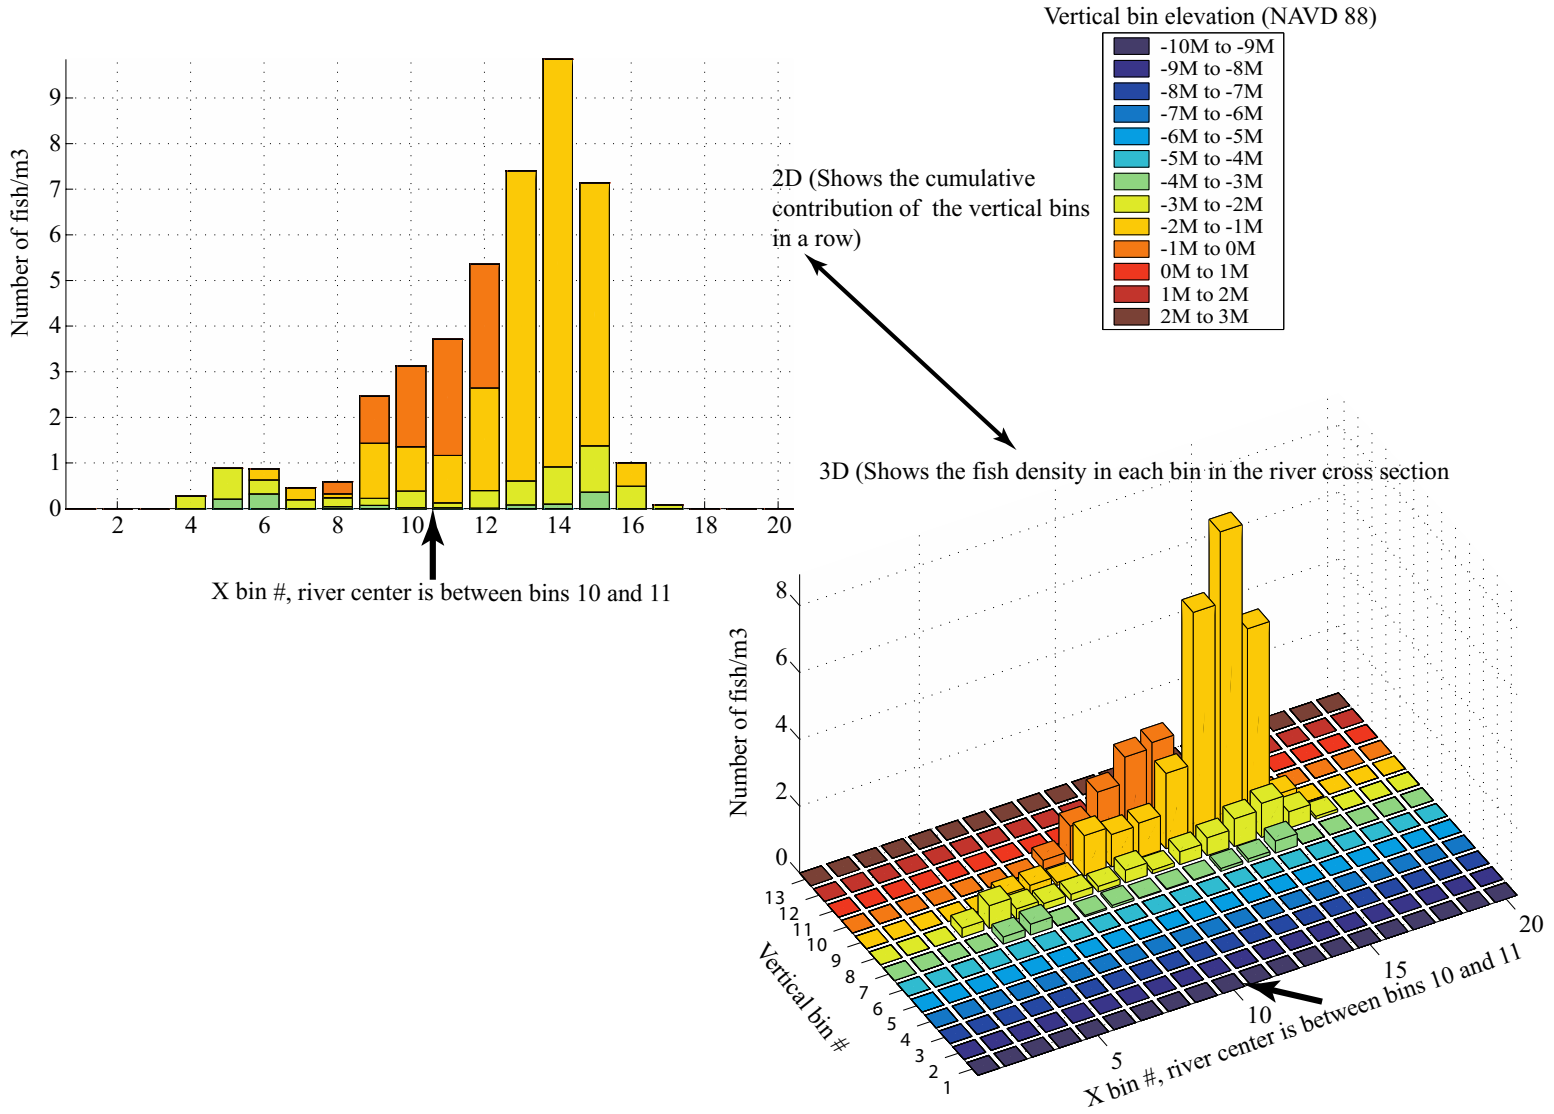 Vertical bin elevation (NAVD 88)
-10M to -9M
-9M to -8M
-8M to -7M
-7M to -6M
-6M to -5M
-5M to -4M
-4M to -3M
-3M to -2M
-2M to -1M
-1M to 0M
0M to 1M
1M to 2M
2M to 3M
Number of fish/m3
9
8
7
6
5
4
3
2
1
0
2 4 6 8 10 12 14 16 18 20
X bin #, river center is between bins 10 and 11
2D (Shows the cumulative
contribution of the vertical bins
in a row)
3D (Shows the fish density in each bin in the river cross section
Number of fish/m3
8
6
4
2
0
13
12
11
10
9
8
7
6
5
4
3
2
1
Vertical bin #
5
10
15
20
X bin #, river center is between bins 10 and 11